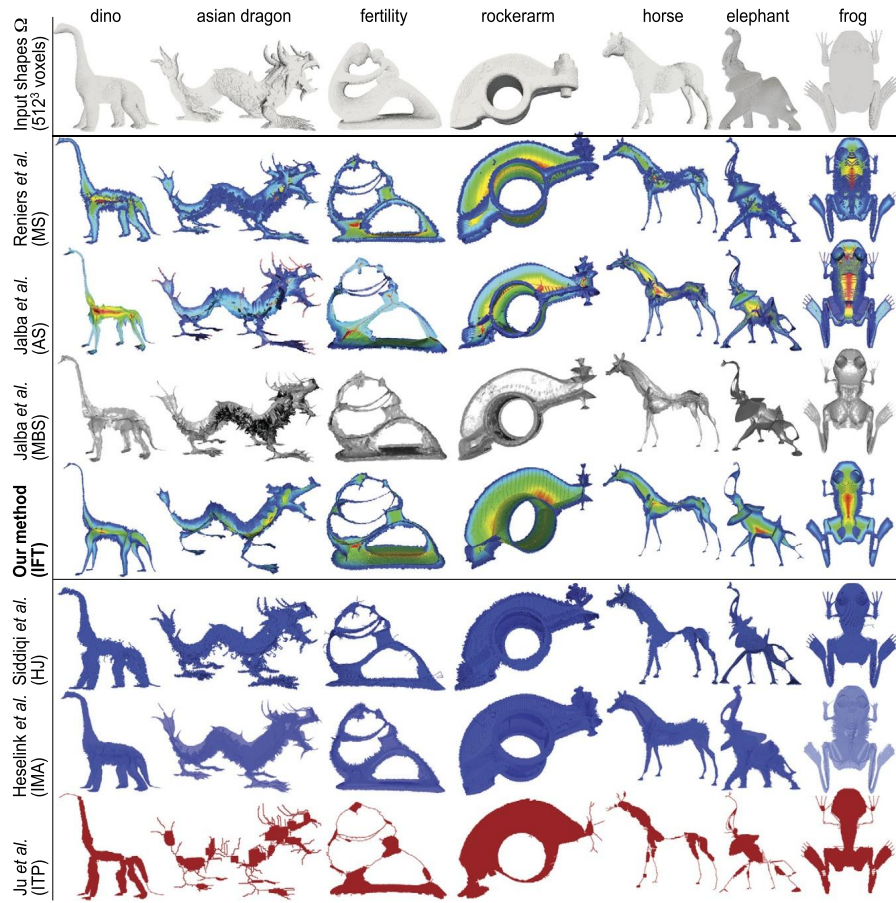 dino asian dragon fertility rockerarm horse elephant frog
Input shapes Ω
(512³ voxels)
Reniers et al.
(MS)
Jalba et al.
(AS)
Jalba et al.
(MBS)
Our method
(IFT)
Siddiqi et al.
(HJ)
Heselink et al.
(IMA)
Ju et al.
(ITP)